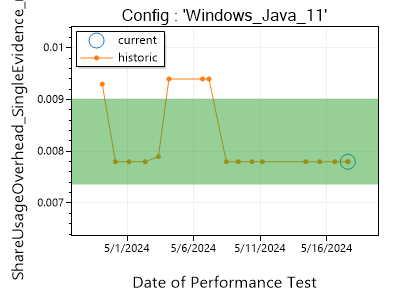 Config : 'Windows_Java_11'
current
historic
0.01
0.009
0.008
0.007
ShareUsageOverhead_SingleEvidence_
5/1/2024
5/6/2024
5/11/2024
5/16/2024
Date of Performance Test